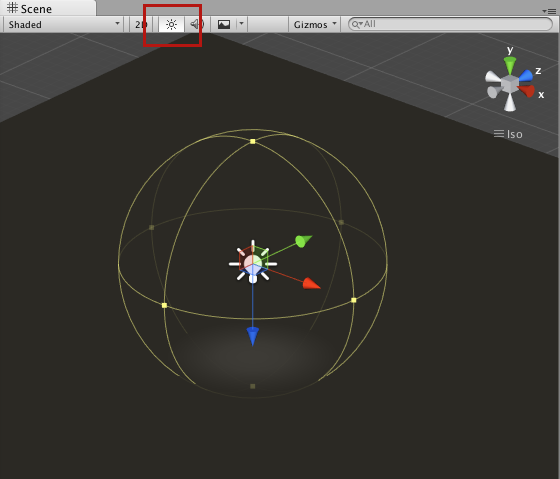 Scene
Shaded
2D
Gizmos
All
y
z
x
Iso